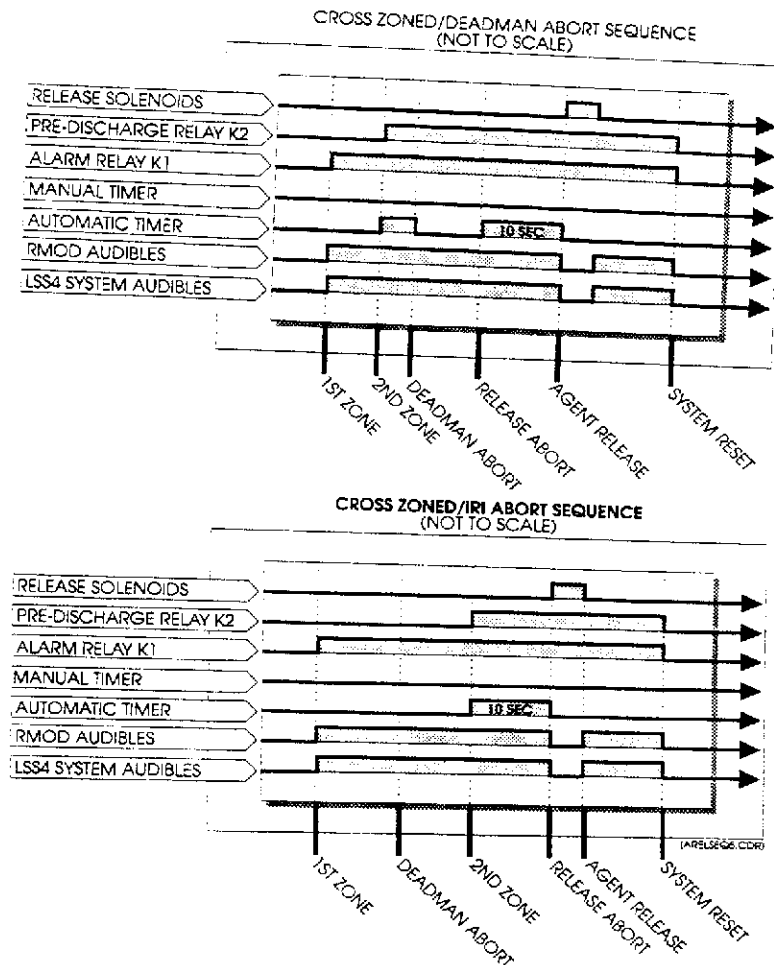 CROSS ZONED/DEADMAN ABORT SEQUENCE
(NOT TO SCALE)
RELEASE SOLENOIDS
PRE-DISCHARGE RELAY K2
ALARM RELAY K1
MANUAL TIMER
AUTOMATIC TIMER
10 SEC
RMOD AUDIBLES
LSS4 SYSTEM AUDIBLES
1ST ZONE
2ND ZONE
DEADMAN ABORT
RELEASE ABORT
AGENT RELEASE
SYSTEM RESET
CROSS ZONED/IRI ABORT SEQUENCE
(NOT TO SCALE)
RELEASE SOLENOIDS
PRE-DISCHARGE RELAY K2
ALARM RELAY K1
MANUAL TIMER
AUTOMATIC TIMER
10 SEC
RMOD AUDIBLES
LSS4 SYSTEM AUDIBLES
(ARELSEQ6.CDR)
1ST ZONE
DEADMAN ABORT
2ND ZONE
RELEASE ABORT
AGENT RELEASE
SYSTEM RESET